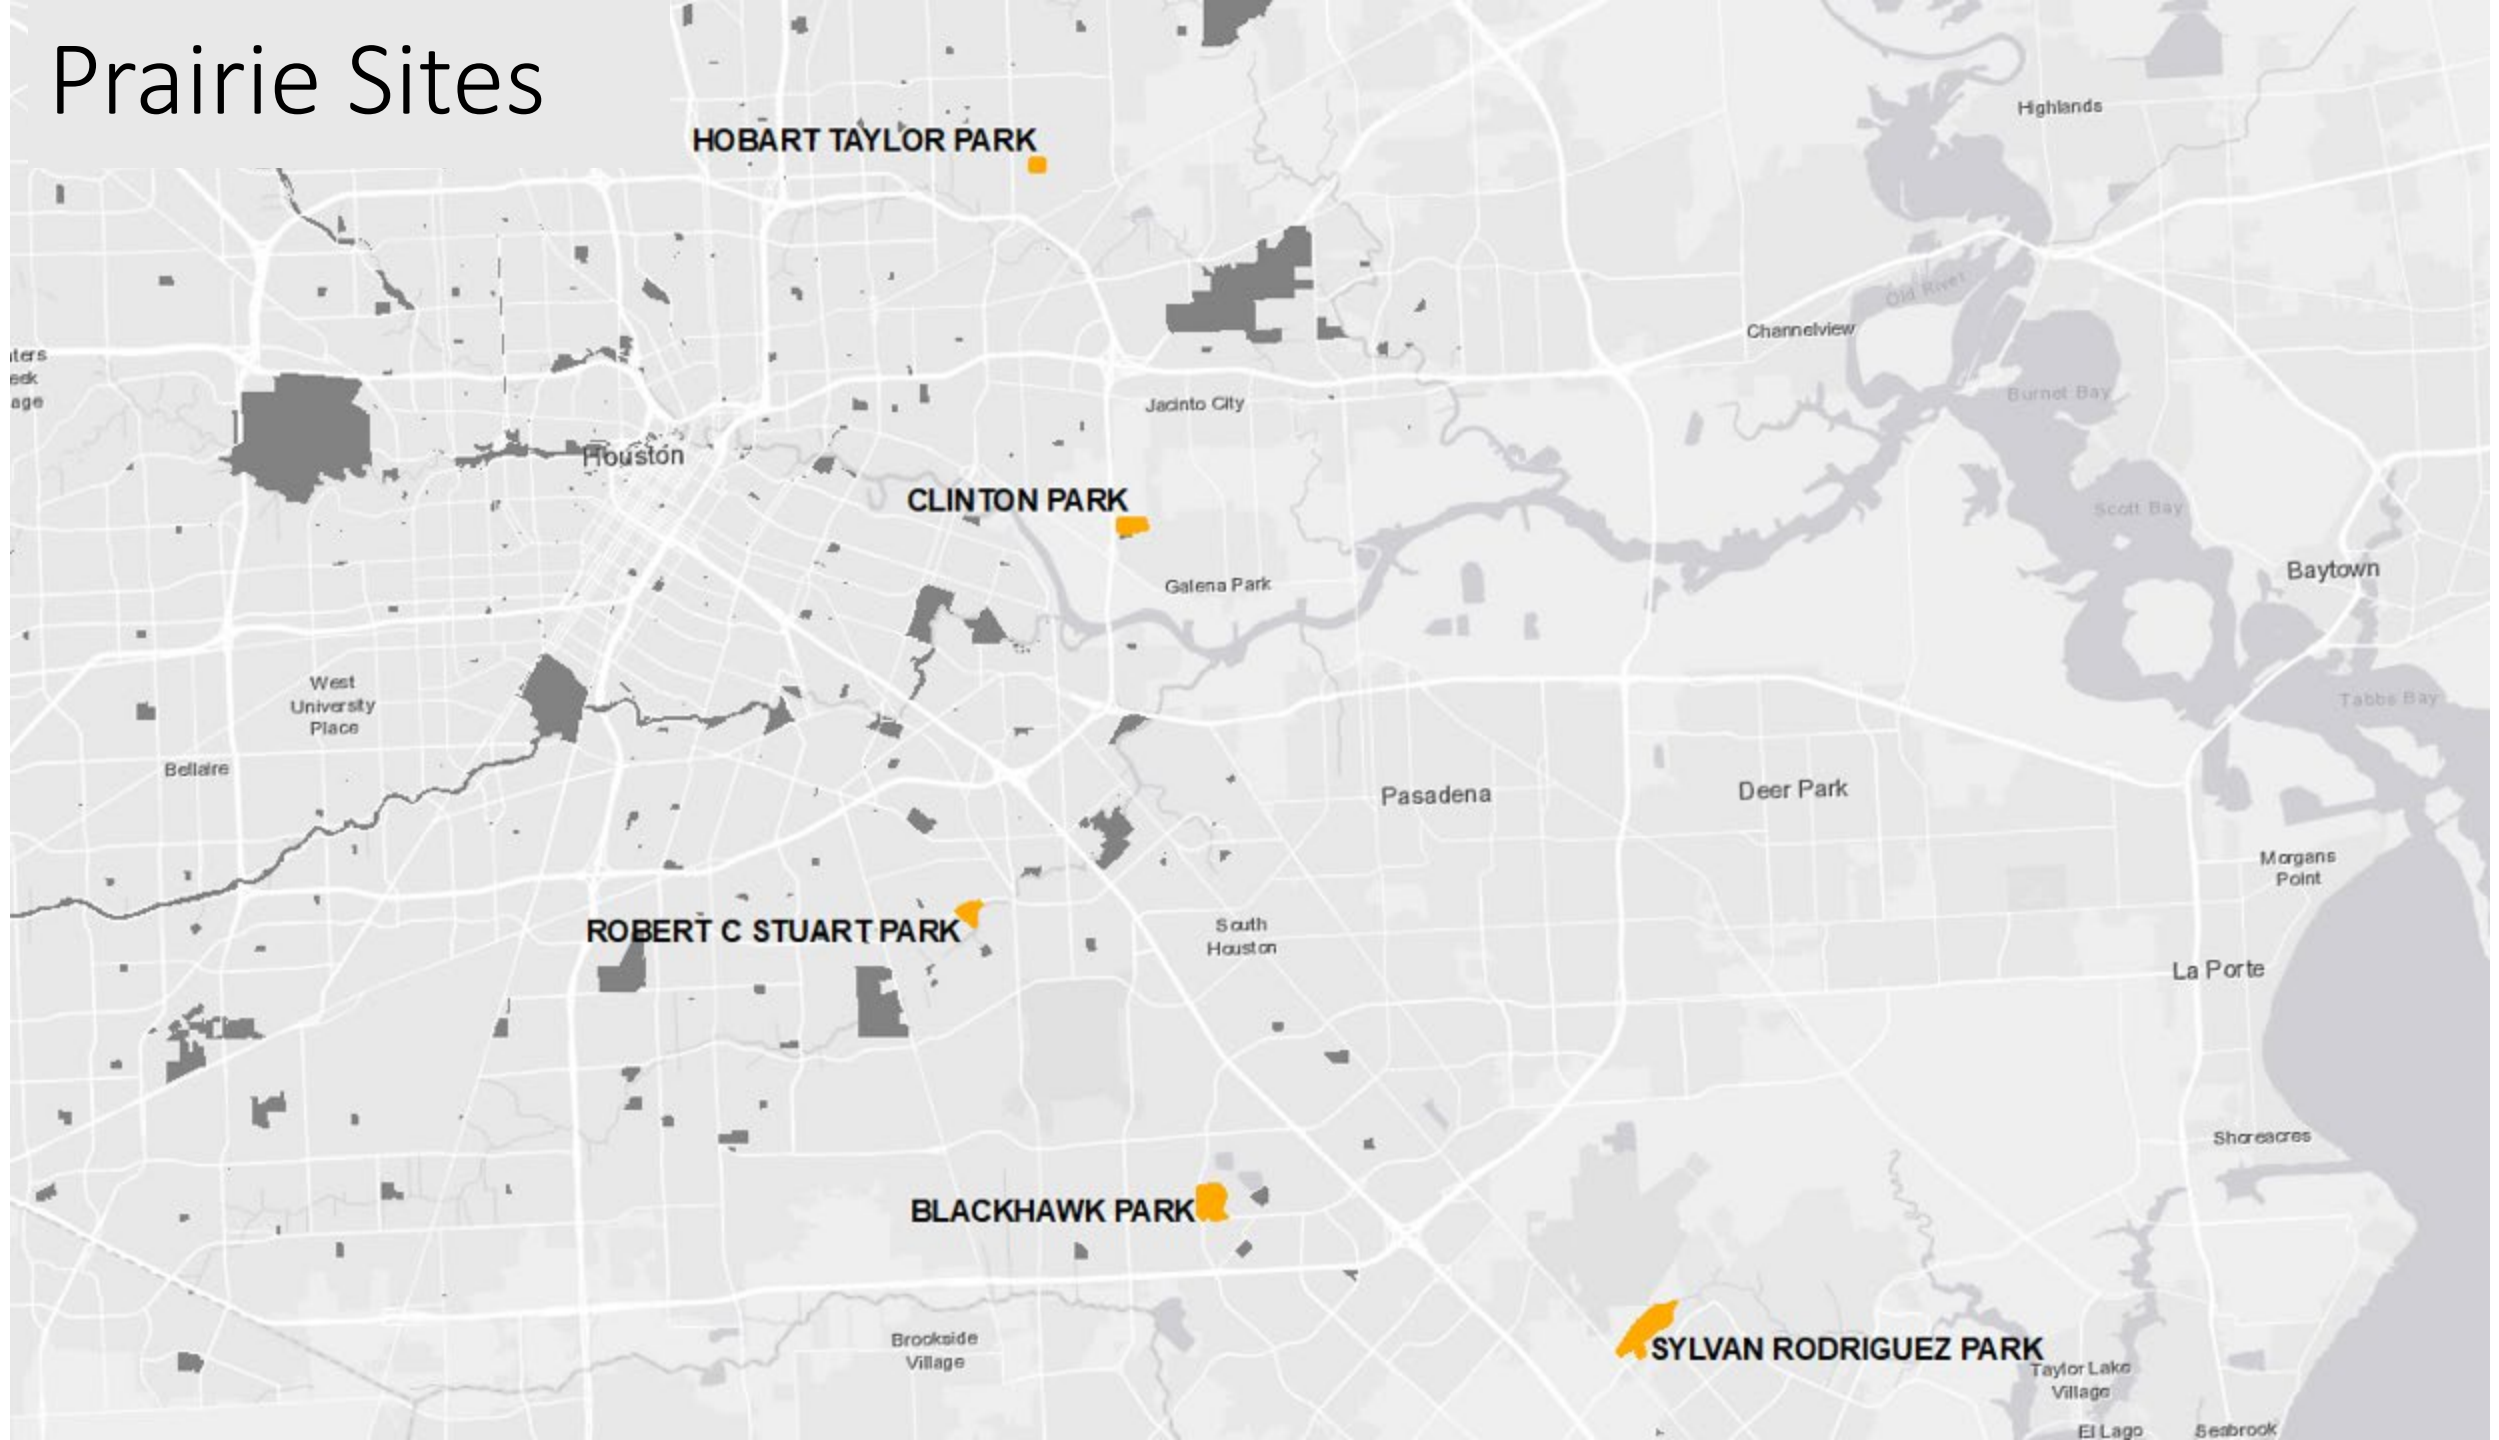 Prairie Sites
HOBART TAYLOR PARK
Highlands
Old River
Channelview
age
Jacinto City
Burnet Bay
Houston
CLINTON PARK
Scott Bay
Galena Park
Baytown
West
University
Place
Tabbs Bay
Bellaire
Pasadena
Deer Park
Morgans
Point
ROBERT C STUART PARK
South
Houston
La Porte
Shoreacres
BLACKHAWK PARK
Brookside
Village
SYLVAN RODRIGUEZ PARK
Taylor Lake
Village
El Lago
Seabrook